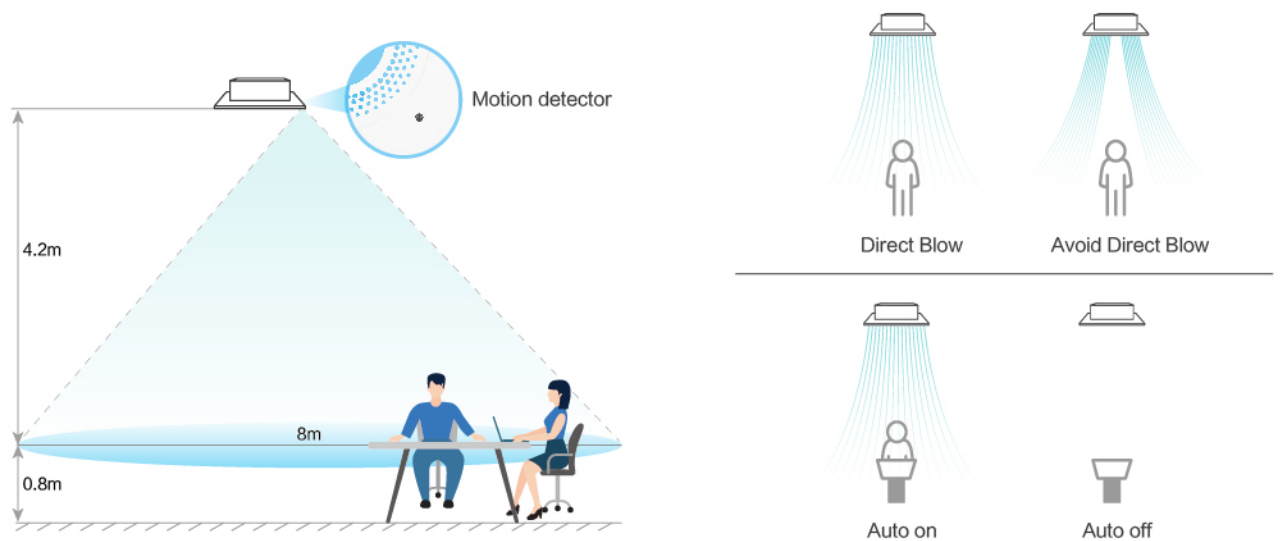 Motion detector
4.2m
8m
0.8m
Direct Blow
Avoid Direct Blow
Auto on
Auto off